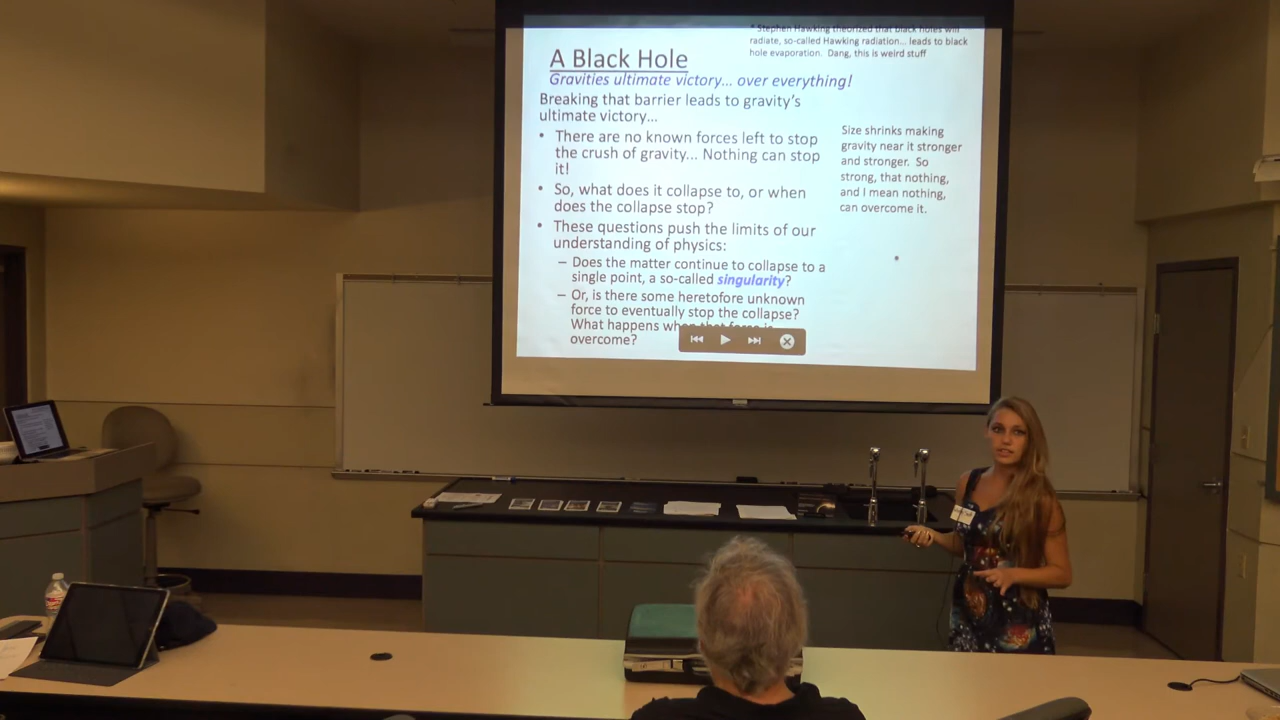 * Stephen Hawking theorized that black holes will
radiate, so-called Hawking radiation... leads to black
hole evaporation. Dang, this is weird stuff
A Black Hole
Gravities ultimate victory... over everything!
Breaking that barrier leads to gravity's
ultimate victory...
• There are no known forces left to stop
the crush of gravity... Nothing can stop
it!
• So, what does it collapse to, or when
does the collapse stop?
• These questions push the limits of our
understanding of physics:
– Does the matter continue to collapse to a
single point, a so-called singularity?
– Or, is there some heretofore unknown
force to eventually stop the collapse?
What happens when that force is
overcome?
Size shrinks making
gravity near it stronger
and stronger. So
strong, that nothing,
and I mean nothing,
can overcome it.